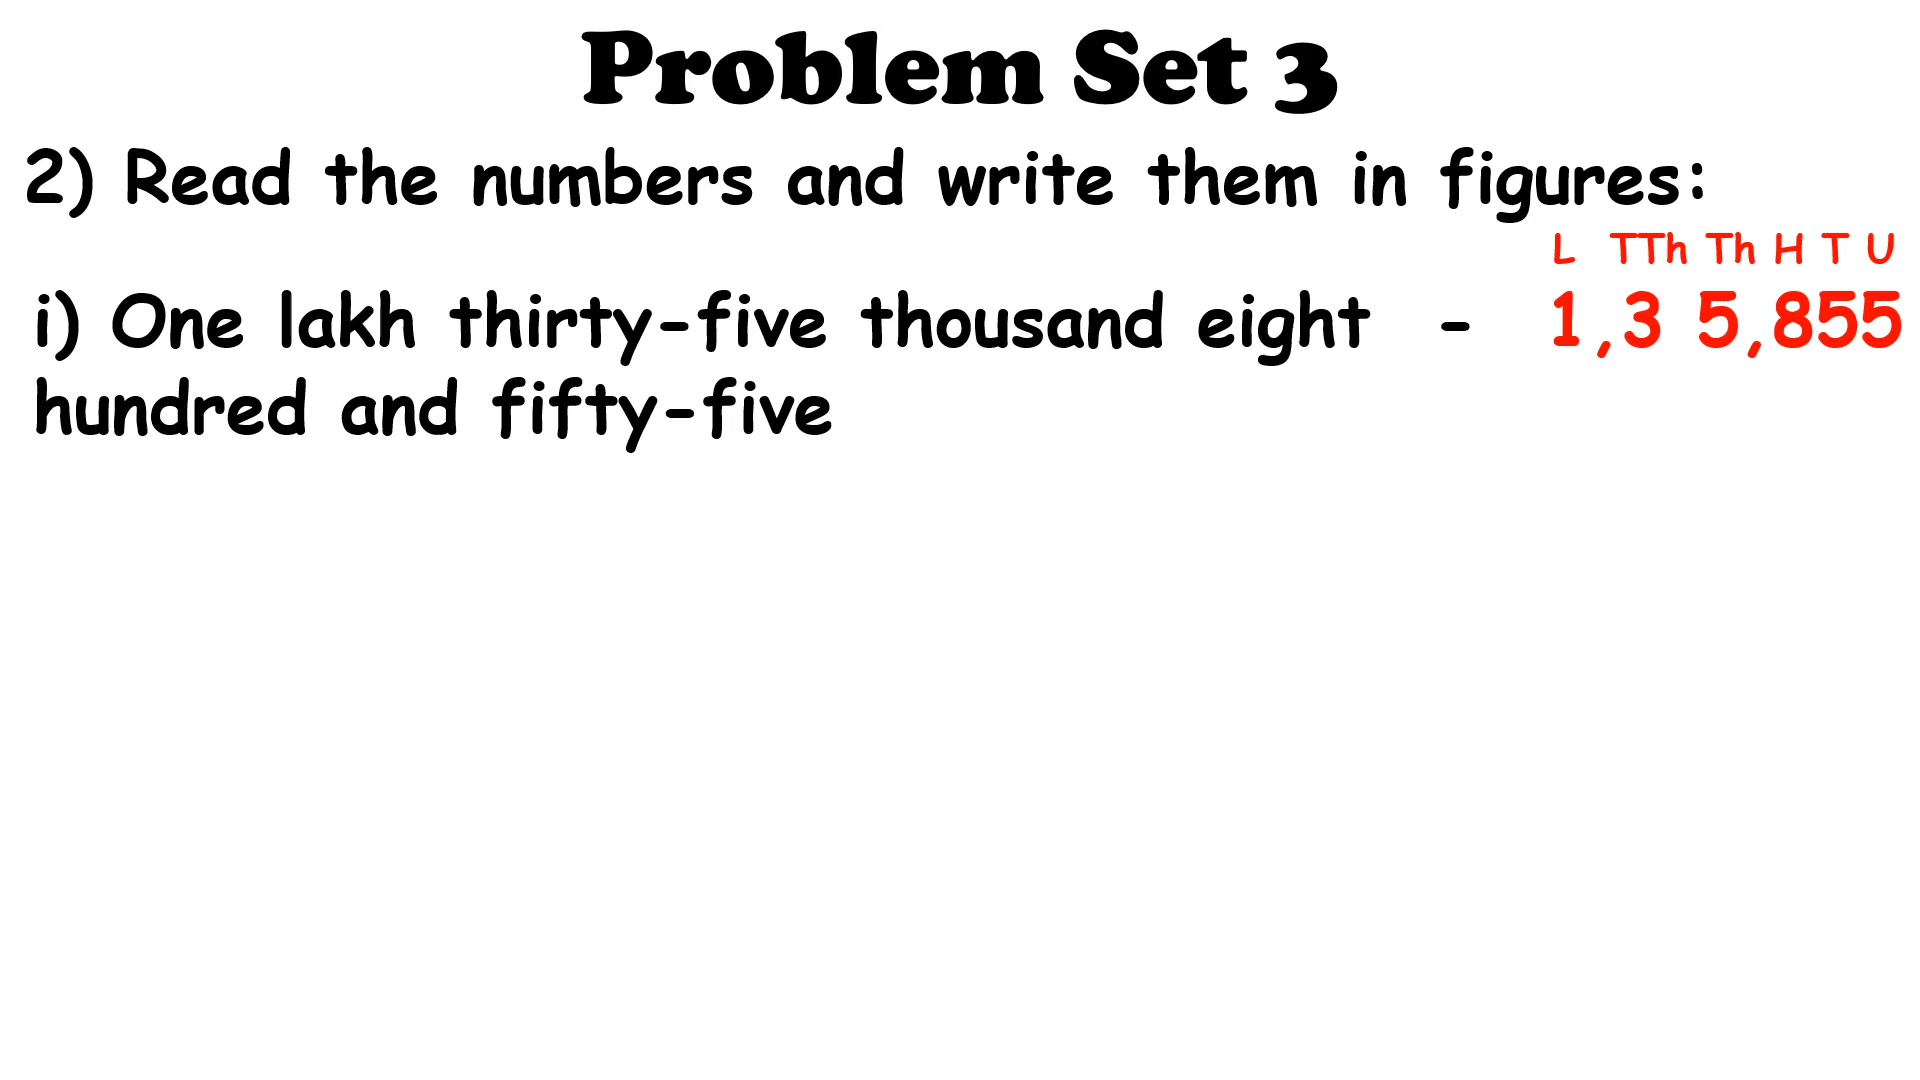 Problem Set 3
2) Read the numbers and write them in figures:
L TTh Th H T U
i) One lakh thirty-five thousand eight - 1,3 5,855
hundred and fifty-five